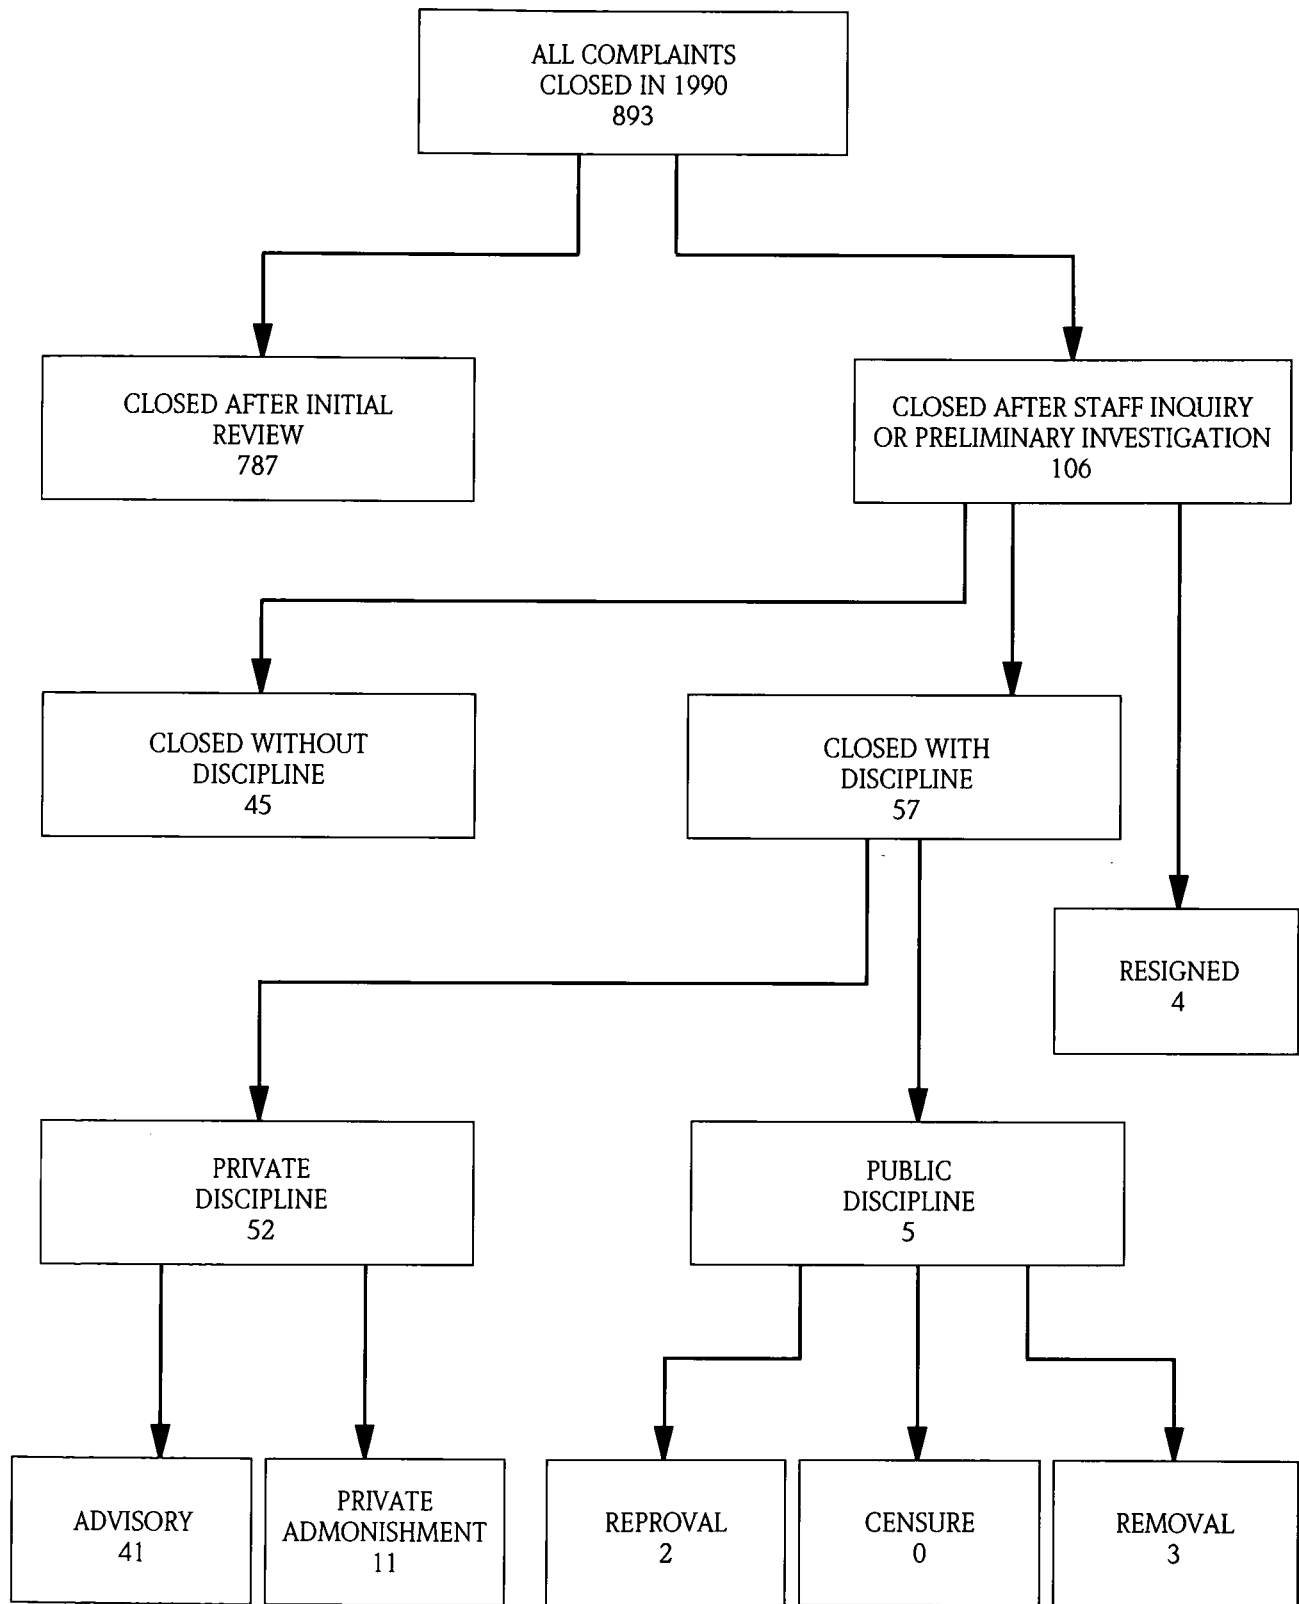 ALL COMPLAINTS
CLOSED IN 1990
893
CLOSED AFTER INITIAL
REVIEW
787
CLOSED AFTER STAFF INQUIRY
OR PRELIMINARY INVESTIGATION
106
CLOSED WITHOUT
DISCIPLINE
45
CLOSED WITH
DISCIPLINE
57
RESIGNED
4
PRIVATE
DISCIPLINE
52
PUBLIC
DISCIPLINE
5
ADVISORY
41
PRIVATE
ADMONISHMENT
11
REPROVAL
2
CENSURE
0
REMOVAL
3